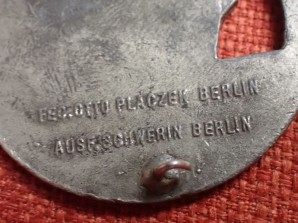 FEC. OTTO PLACZEK BERLIN
AUSF. SCHWERIN BERLIN